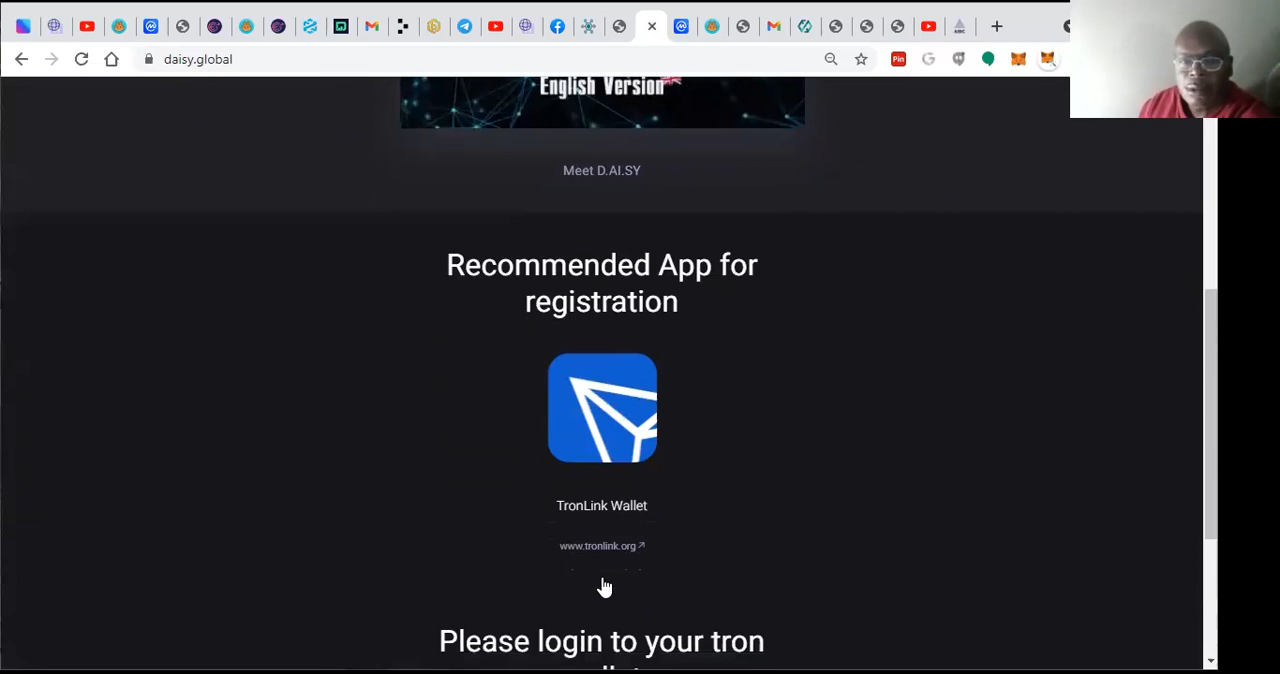 daisy.global
Pin
English Version
Meet D.AI.SY
Recommended App for
registration
TronLink Wallet
www.tronlink.org
Please login to your tron